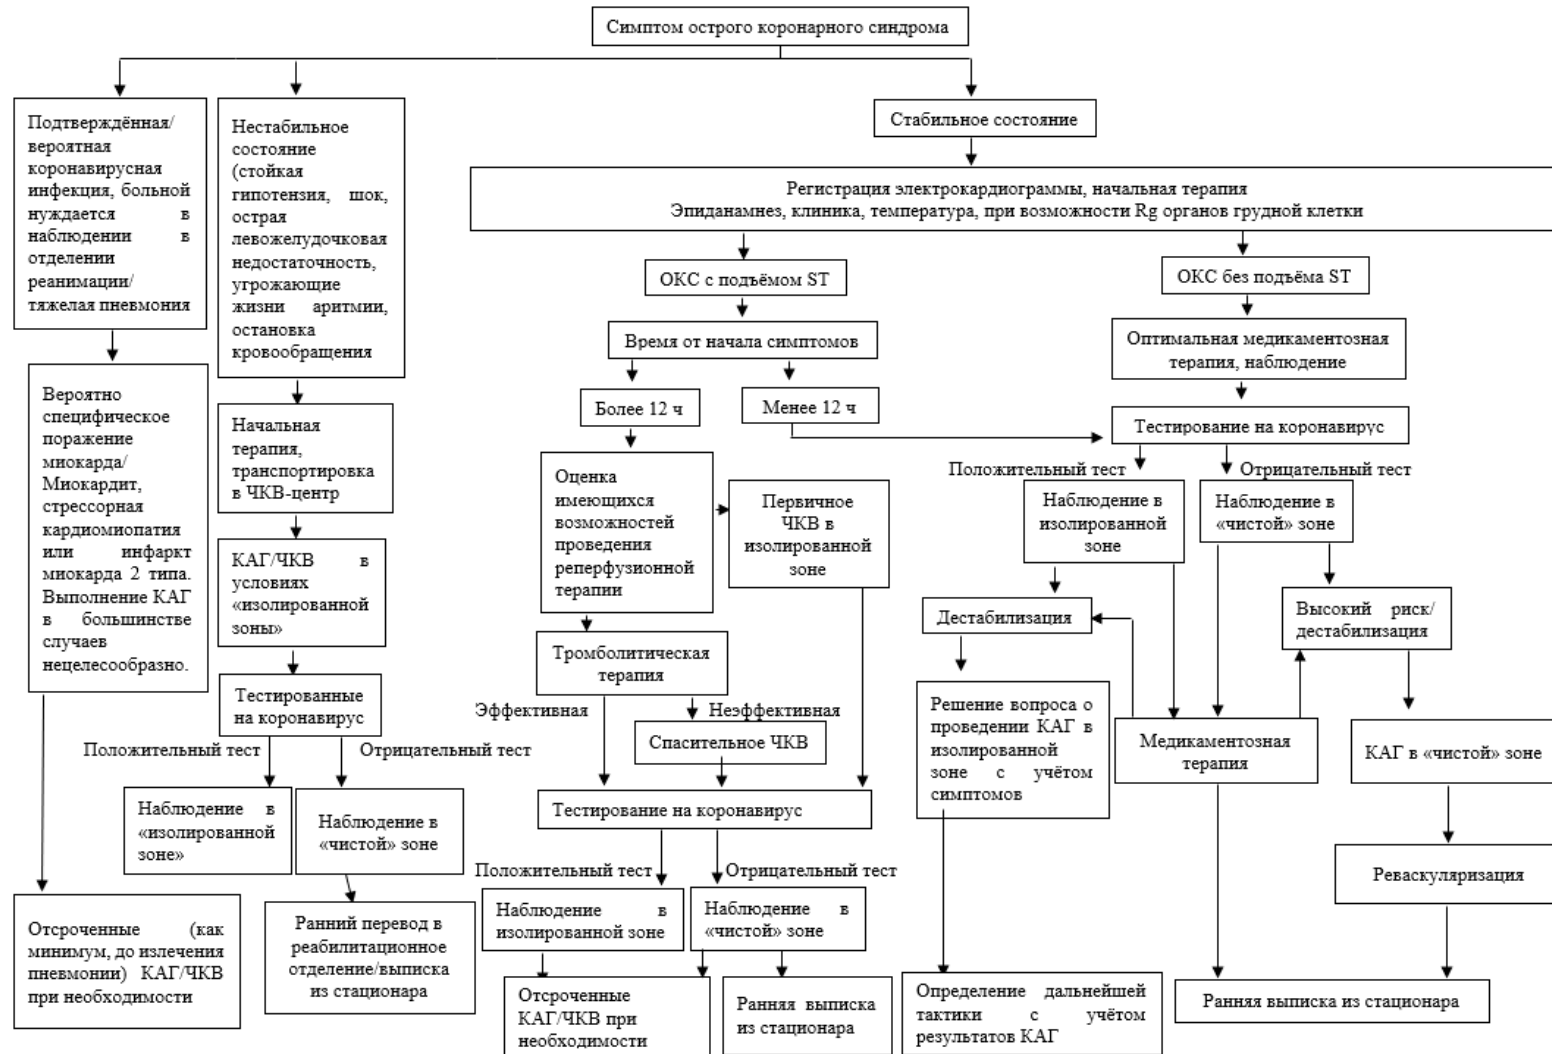 Симптом острого коронарного синдрома
Подтверждённая/
вероятная
коронавирусная
инфекция, больной
нуждается в
наблюдении в
отделении
реанимации/
тяжелая пневмония
Нестабильное
состояние
(стойкая
гипотензия, шок,
острая
левожелудочковая
недостаточность,
угрожающие
жизни аритмии,
остановка
кровообращения
Стабильное состояние
Регистрация электрокардиограммы, начальная терапия
Эпиданамнез, клиника, температура, при возможности Rg органов грудной клетки
ОКС с подъёмом ST
ОКС без подъёма ST
Время от начала симптомов
Оптимальная медикаментозная
терапия, наблюдение
Более 12 ч
Менее 12 ч
Тестирование на коронавирус
Вероятно
специфическое
поражение
миокарда/
Миокардит,
стрессорная
кардиомиопатия
или инфаркт
миокарда 2 типа.
Выполнение КАГ
в большинстве
случаев
нецелесообразно.
Начальная
терапия,
транспортировка
в ЧКВ-центр
Оценка
имеющихся
возможностей
проведения
реперфузионной
терапии
Первичное
ЧКВ в
изолированной
зоне
Положительный тест
Отрицательный тест
Наблюдение в
изолированной
зоне
Наблюдение в
«чистой» зоне
КАГ/ЧКВ в
условиях
«изолированной
зоны»
Дестабилизация
Высокий риск/
дестабилизация
Тромболитическая
терапия
Тестированные
на коронавирус
Эффективная
Неэффективная
Спасительное ЧКВ
Решение вопроса о
проведении КАГ в
изолированной
зоне с учётом
симптомов
Медикаментозная
терапия
КАГ в «чистой» зоне
Положительный тест
Отрицательный тест
Наблюдение в
«изолированной
зоне»
Наблюдение в
«чистой» зоне
Тестирование на коронавирус
Положительный тест
Отрицательный тест
Реваскуляризация
Отсроченные (как
минимум, до излечения
пневмонии) КАГ/ЧКВ
при необходимости
Ранний перевод в
реабилитационное
отделение/выписка
из стационара
Наблюдение в
изолированной зоне
Наблюдение в
«чистой» зоне
Отсроченные
КАГ/ЧКВ при
необходимости
Ранняя выписка
из стационара
Определение дальнейшей
тактики с учётом
результатов КАГ
Ранняя выписка из стационара